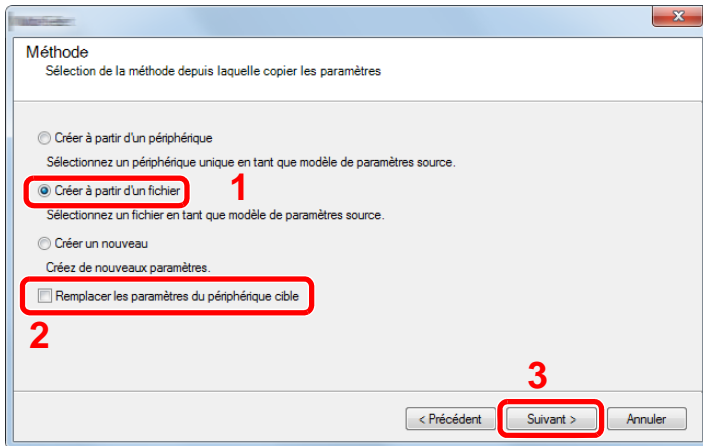 Méthode
Sélection de la méthode depuis laquelle copier les paramètres
Créer à partir d'un périphérique
Sélectionnez un périphérique unique en tant que modèle de paramètres source.
Créer à partir d'un fichier
1
Sélectionnez un fichier en tant que modèle de paramètres source.
Créer un nouveau
Créez de nouveaux paramètres.
Remplacer les paramètres du périphérique cible
2
3
< Précédent
Suivant >
Annuler